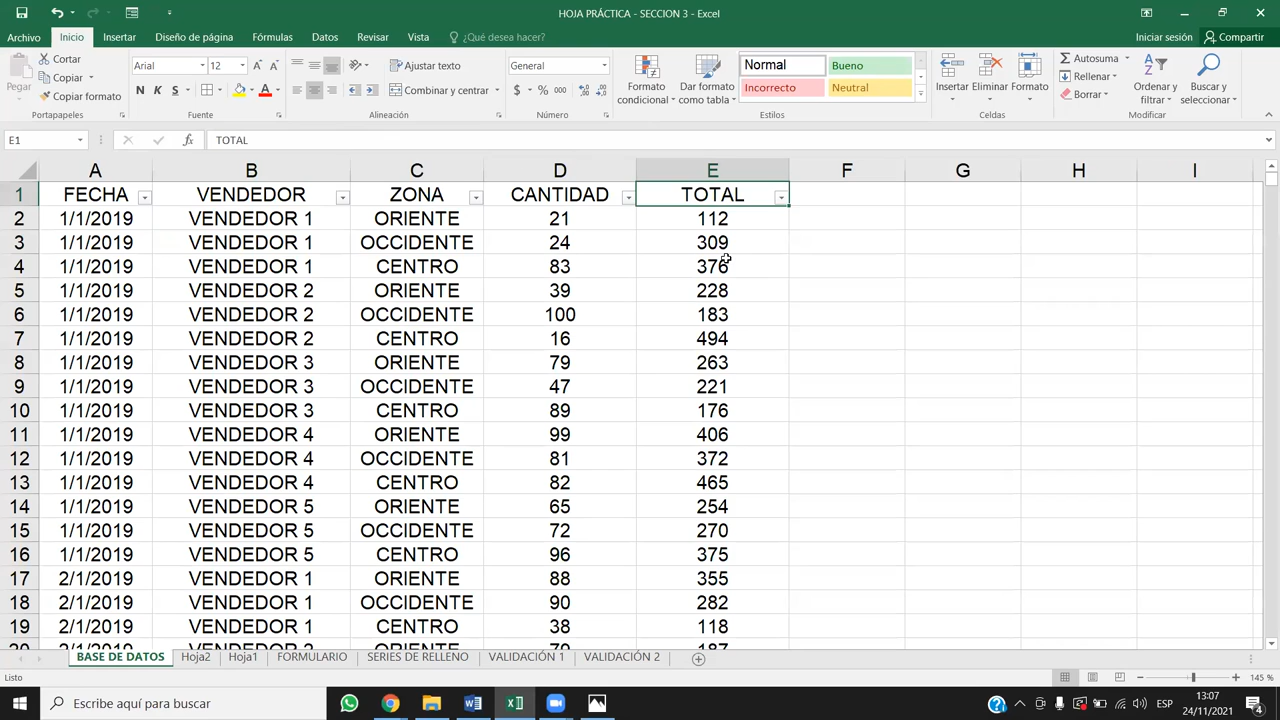 HOJA PRÁCTICA - SECCION 3 - Excel
Archivo Inicio Insertar Diseño de página Fórmulas Datos Revisar Vista ¿Qué desea hacer? Iniciar sesión Compartir
Pegar
Cortar
Copiar
Copiar formato
Portapapeles
Arial 12
N K S
Fuente
Ajustar texto
Combinar y centrar
Alineación
General
$ % 000
Número
Formato condicional
Dar formato como tabla
Normal Bueno
Incorrecto Neutral
Estilos
Insertar Eliminar Formato
Celdas
Autosuma
Rellenar
Borrar
Ordenar y filtrar
Buscar y seleccionar
Modificar
E1 fx TOTAL
A B C D E F G H I
1 FECHA VENDEDOR ZONA CANTIDAD TOTAL
2 1/1/2019 VENDEDOR 1 ORIENTE 21 112
3 1/1/2019 VENDEDOR 1 OCCIDENTE 24 309
4 1/1/2019 VENDEDOR 1 CENTRO 83 376
5 1/1/2019 VENDEDOR 2 ORIENTE 39 228
6 1/1/2019 VENDEDOR 2 OCCIDENTE 100 183
7 1/1/2019 VENDEDOR 2 CENTRO 16 494
8 1/1/2019 VENDEDOR 3 ORIENTE 79 263
9 1/1/2019 VENDEDOR 3 OCCIDENTE 47 221
10 1/1/2019 VENDEDOR 3 CENTRO 89 176
11 1/1/2019 VENDEDOR 4 ORIENTE 99 406
12 1/1/2019 VENDEDOR 4 OCCIDENTE 81 372
13 1/1/2019 VENDEDOR 4 CENTRO 82 465
14 1/1/2019 VENDEDOR 5 ORIENTE 65 254
15 1/1/2019 VENDEDOR 5 OCCIDENTE 72 270
16 1/1/2019 VENDEDOR 5 CENTRO 96 375
17 2/1/2019 VENDEDOR 1 ORIENTE 88 355
18 2/1/2019 VENDEDOR 1 OCCIDENTE 90 282
19 2/1/2019 VENDEDOR 1 CENTRO 38 118
BASE DE DATOS Hoja2 Hoja1 FORMULARIO SERIES DE RELLENO VALIDACIÓN 1 VALIDACIÓN 2
Listo 145 %
Escribe aquí para buscar ESP 13:07
24/11/2021 4